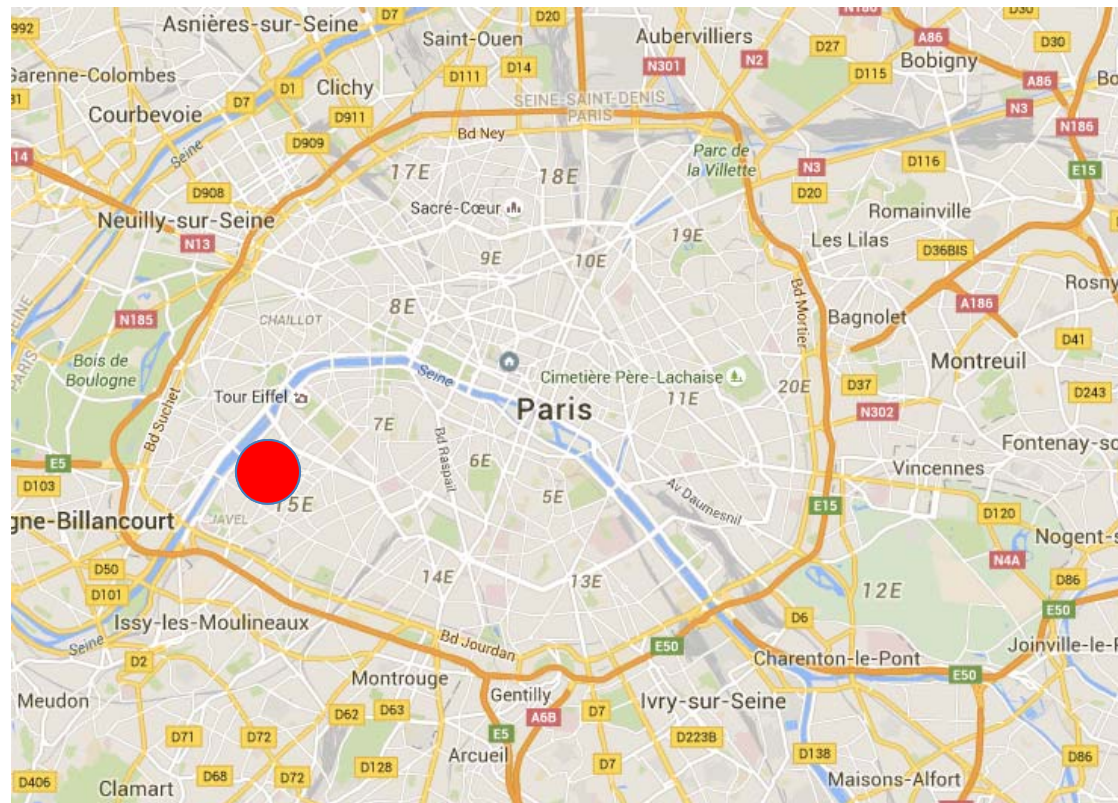 Asnières-sur-Seine
D7
D20
N186
D30
992
Saint-Ouen
Aubervilliers
A86
D27
D30
Bobigny
D111
D14
N301
N2
D115
A86
Garenne-Colombes
D7
D1
Clichy
SEINE-SAINT-DENIS
PARIS
N3
Courbevoie
D911
Bd Ney
N186
D909
Seine
17E
18E
Parc de
la Villette
N3
D116
E15
14
D908
Sacré-Cœur
D20
Neuilly-sur-Seine
Romainville
N13
19E
Les Lilas
D36BIS
9E
10E
Rosny
8E
Bd Mortier
A186
N185
CHAILLOT
Bagnolet
D41
PARIS
Bois de
Boulogne
Seine
Cimetière Père-Lachaise
Montreuil
Bd Suchet
Tour Eiffel
Paris
11E
20E
D37
D243
7E
N302
Bd Raspail
6E
Fontenay-so
E5
Vincennes
D103
5E
Av Daumesnil
E15
15E
D120
gne-Billancourt
JAVEL
Nogent-s
N4A
D50
14E
13E
12E
D86
D101
E50
Issy-les-Moulineaux
D6
Seine
Bd Jourdan
E50
Joinville-le-P
D2
Charenton-le-Pont
Montrouge
E50
Meudon
Gentilly
Ivry-sur-Seine
D62
D63
A6B
D7
D71
D72
E5
D223B
Arcueil
D138
D86
D406
D68
D72
D128
D7
Clamart
Maisons-Alfort